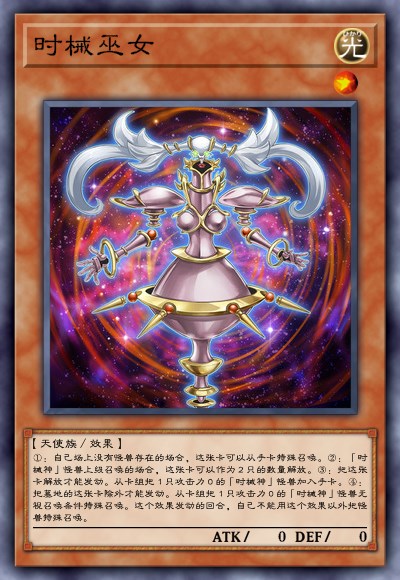 时械巫女
ひかり
光
【天使族／效果】
①：自己场上没有怪兽存在的场合，这张卡可以从手卡特殊召唤。②：「时
械神」怪兽上级召唤的场合，这张卡可以作为2只的数量解放。③：把这张
卡解放才能发动。从卡组把1只攻击力0的「时械神」怪兽加入手卡。④：
把墓地的这张卡除外才能发动。从卡组把1只攻击力0的「时械神」怪兽无
视召唤条件特殊召唤。这个效果发动的回合，自己不能用这个效果以外把怪
兽特殊召唤。
ATK／ 0 DEF／ 0